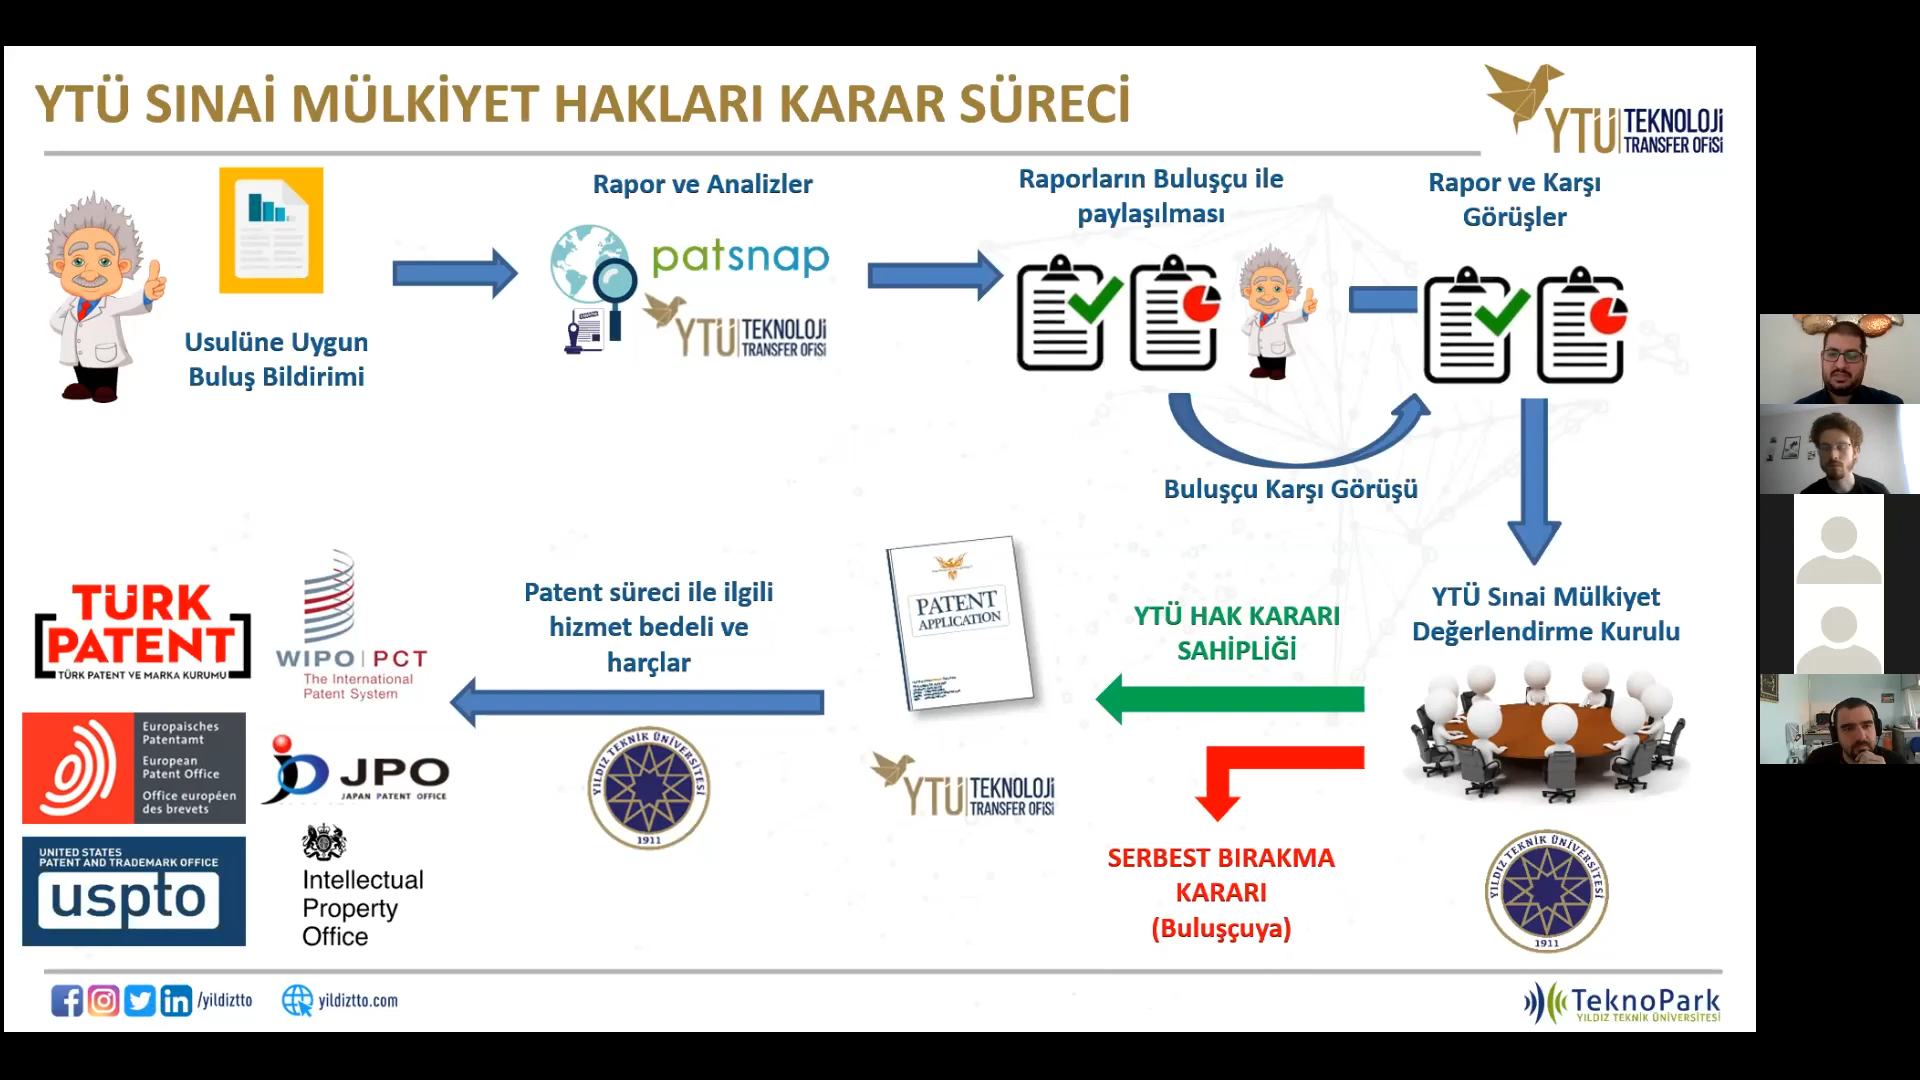 YTÜ SINAİ MÜLKİYET HAKLARI KARAR SÜRECİ
YTÜ TEKNOLOJİ
TRANSFER OFİSİ
Usulüne Uygun
Buluş Bildirimi
Rapor ve Analizler
patsnap
YTÜ TEKNOLOJİ
TRANSFER OFİSİ
Raporların Buluşçu ile
paylaşılması
Rapor ve Karşı
Görüşler
Buluşçu Karşı Görüşü
YTÜ Sınai Mülkiyet
Değerlendirme Kurulu
YILDIZ TEKNİK ÜNİVERSİTESİ
1911
YTÜ HAK KARARI
SAHİPLİĞİ
SERBEST BIRAKMA
KARARI
(Buluşçuya)
PATENT
APPLICATION
YTÜ TEKNOLOJİ
TRANSFER OFİSİ
Patent süreci ile ilgili
hizmet bedeli ve
harçlar
YILDIZ TEKNİK ÜNİVERSİTESİ
1911
TÜRK
PATENT
TÜRK PATENT VE MARKA KURUMU
WIPO | PCT
The International
Patent System
Europäisches
Patentamt
European
Patent Office
Office européen
des brevets
JPO
JAPAN PATENT OFFICE
UNITED STATES
PATENT AND TRADEMARK OFFICE
uspto
Intellectual
Property
Office
/yildiztto
yildiztto.com
TeknoPark
YILDIZ TEKNİK ÜNİVERSİTESİ